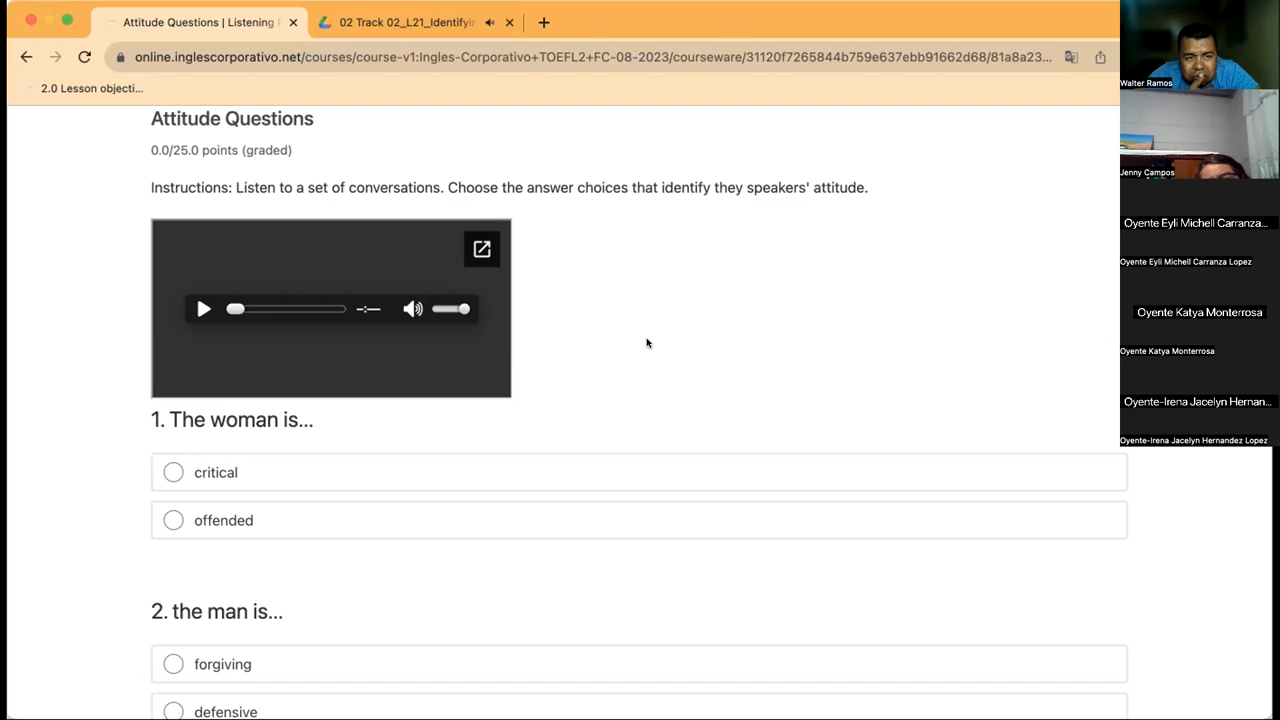 Attitude Questions | Listening
02 Track 02_L21_Identifyin
online.inglescorporativo.net/courses/course-v1:Ingles-Corporativo+TOEFL2+FC-08-2023/courseware/31120f7265844b759e637ebb91662d68/81a8a23...
2.0 Lesson objecti...
Attitude Questions
0.0/25.0 points (graded)
Instructions: Listen to a set of conversations. Choose the answer choices that identify they speakers' attitude.
-:--
1. The woman is...
critical
offended
2. the man is...
forgiving
defensive
Walter Ramos
Jenny Campos
Oyente Eyli Michell Carranza...
Oyente Eyli Michell Carranza Lopez
Oyente Katya Monterrosa
Oyente Katya Monterrosa
Oyente-Irena Jacelyn Hernan...
Oyente-Irena Jacelyn Hernandez Lopez